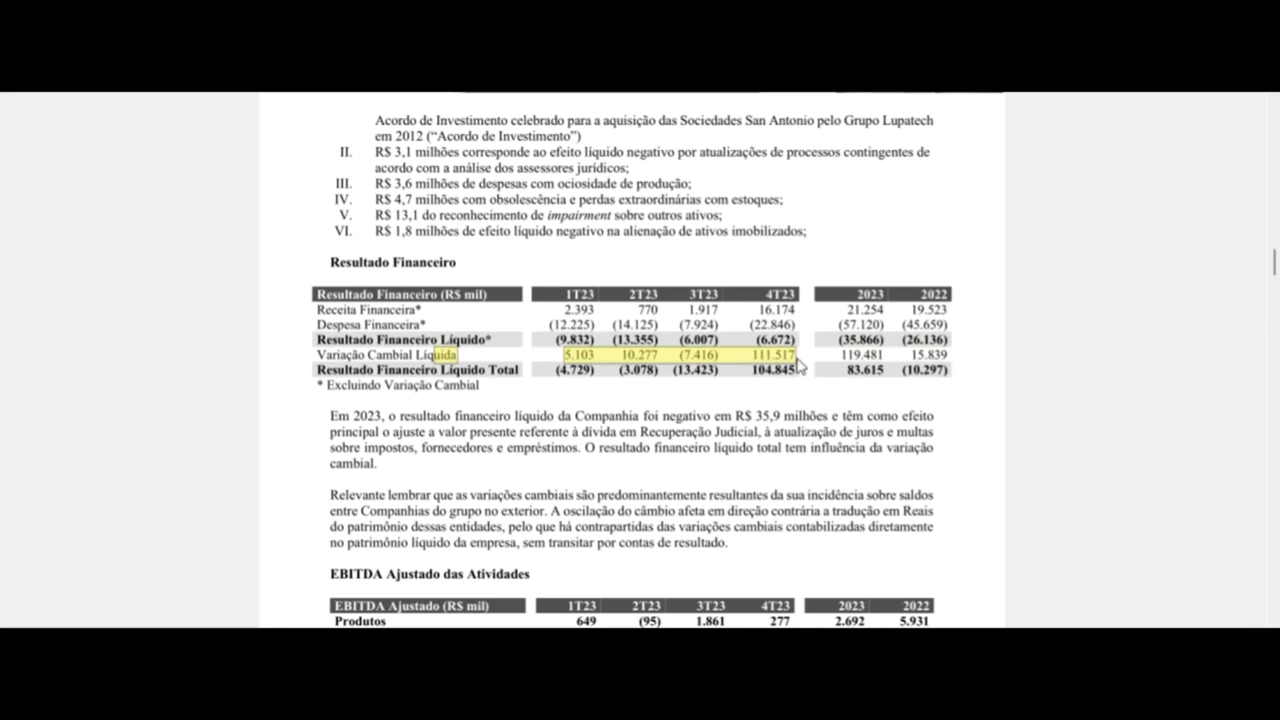 Acordo de Investimento celebrado para a aquisição das Sociedades San Antonio pelo Grupo Lupatech
em 2012 (“Acordo de Investimento”)
II. R$ 3,1 milhões corresponde ao efeito líquido negativo por atualizações de processos contingentes de
acordo com a análise dos assessores jurídicos;
III. R$ 3,6 milhões de despesas com ociosidade de produção;
IV. R$ 4,7 milhões com obsolescência e perdas extraordinárias com estoques;
V. R$ 13,1 do reconhecimento de impairment sobre outros ativos;
VI. R$ 1,8 milhões de efeito líquido negativo na alienação de ativos imobilizados;
Resultado Financeiro
Resultado Financeiro (R$ mil) 1T23 2T23 3T23 4T23 2023 2022
Receita Financeira* 2.393 770 1.917 16.174 21.254 19.523
Despesa Financeira* (12.225) (14.125) (7.924) (22.846) (57.120) (45.659)
Resultado Financeiro Líquido* (9.832) (13.355) (6.007) (6.672) (35.866) (26.136)
Variação Cambial Líquida 5.103 10.277 (7.416) 111.517 119.481 15.839
Resultado Financeiro Líquido Total (4.729) (3.078) (13.423) 104.845 83.615 (10.297)
* Excluindo Variação Cambial
Em 2023, o resultado financeiro líquido da Companhia foi negativo em R$ 35,9 milhões e têm como efeito
principal o ajuste a valor presente referente à dívida em Recuperação Judicial, à atualização de juros e multas
sobre impostos, fornecedores e empréstimos. O resultado financeiro líquido total tem influência da variação
cambial.
Relevante lembrar que as variações cambiais são predominantemente resultantes da sua incidência sobre saldos
entre Companhias do grupo no exterior. A oscilação do câmbio afeta em direção contrária a tradução em Reais
do patrimônio dessas entidades, pelo que há contrapartidas das variações cambiais contabilizadas diretamente
no patrimônio líquido da empresa, sem transitar por contas de resultado.
EBITDA Ajustado das Atividades
EBITDA Ajustado (R$ mil) 1T23 2T23 3T23 4T23 2023 2022
Produtos 649 (95) 1.861 277 2.692 5.931